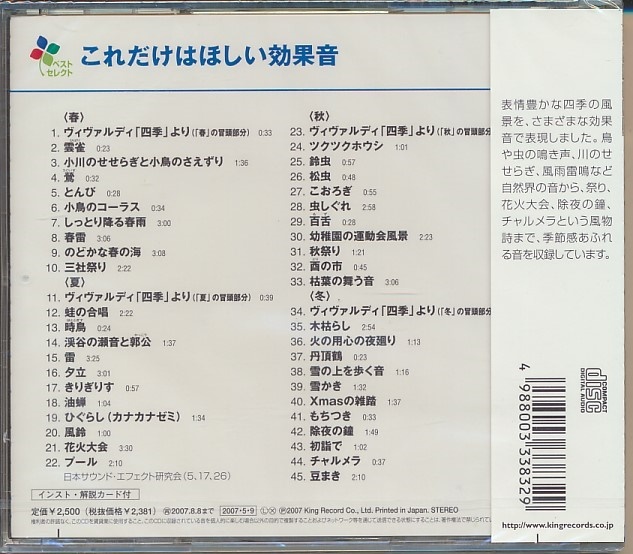 ベスト
セレクト
これだけはほしい効果音
〈春〉
1. ヴィヴァルディ「四季」より(「春」の冒頭部分) 0:33
2. 雲雀 0:23
3. 小川のせせらぎと小鳥のさえずり 1:36
4. 鶯 0:32
5. とんび 0:28
6. 小鳥のコーラス 0:34
7. しっとり降る春雨 3:00
8. 春雷 3:06
9. のどかな春の海 3:08
10. 三社祭り 2:22
〈夏〉
11. ヴィヴァルディ「四季」より(「夏」の冒頭部分) 0:39
12. 蛙の合唱 2:22
13. 時鳥 0:24
14. 渓谷の瀬音と郭公 1:37
15. 雷 3:25
16. 夕立 3:01
17. きりぎりす 0:57
18. 油蝉 1:04
19. ひぐらし(カナカナゼミ) 1:34
20. 風鈴 1:00
21. 花火大会 3:30
22. プール 2:10
日本サウンド・エフェクト研究会(5,17,26)
〈秋〉
23. ヴィヴァルディ「四季」より(「秋」の冒頭部分
24. ツクツクホウシ 1:01
25. 鈴虫 0:57
26. 松虫 0:48
27. こおろぎ 0:55
28. 虫しぐれ 2:58
29. 百舌 0:28
30. 幼稚園の運動会風景 2:23
31. 秋祭り 1:21
32. 酉の市 0:45
33. 枯葉の舞う音 3:06
〈冬〉
34. ヴィヴァルディ「四季」より(「冬」の冒頭部分
35. 木枯らし 2:54
36. 火の用心の夜廻り 1:13
37. 丹頂鶴 0:23
38. 雪の上を歩く音 1:16
39. 雪かき 1:32
40. Xmasの雑踏 1:37
41. もちつき 0:33
42. 除夜の鐘 1:49
43. 初詣で 1:02
44. チャルメラ 0:37
45. 豆まき 2:10
インスト・解説カード付
定価¥2,500 (税抜価格¥2,381) 再2007.8.8まで 2007・5・9 Ⓛ Ⓧ Ⓟ2007 King Record Co., Ltd. Printed in Japan. STEREO
表情豊かな四季の風
景を、さまざまな効果
音で表現しました。鳥
や虫の鳴き声、川のせ
せらぎ、風雨雷鳴など
自然界の音から、祭り、
花火大会、除夜の鐘、
チャルメラという風物
詩まで、季節感あふれ
る音を収録しています。
COMPACT
disc
DIGITAL AUDIO
4 988003 338329
http://www.kingrecords.co.jp